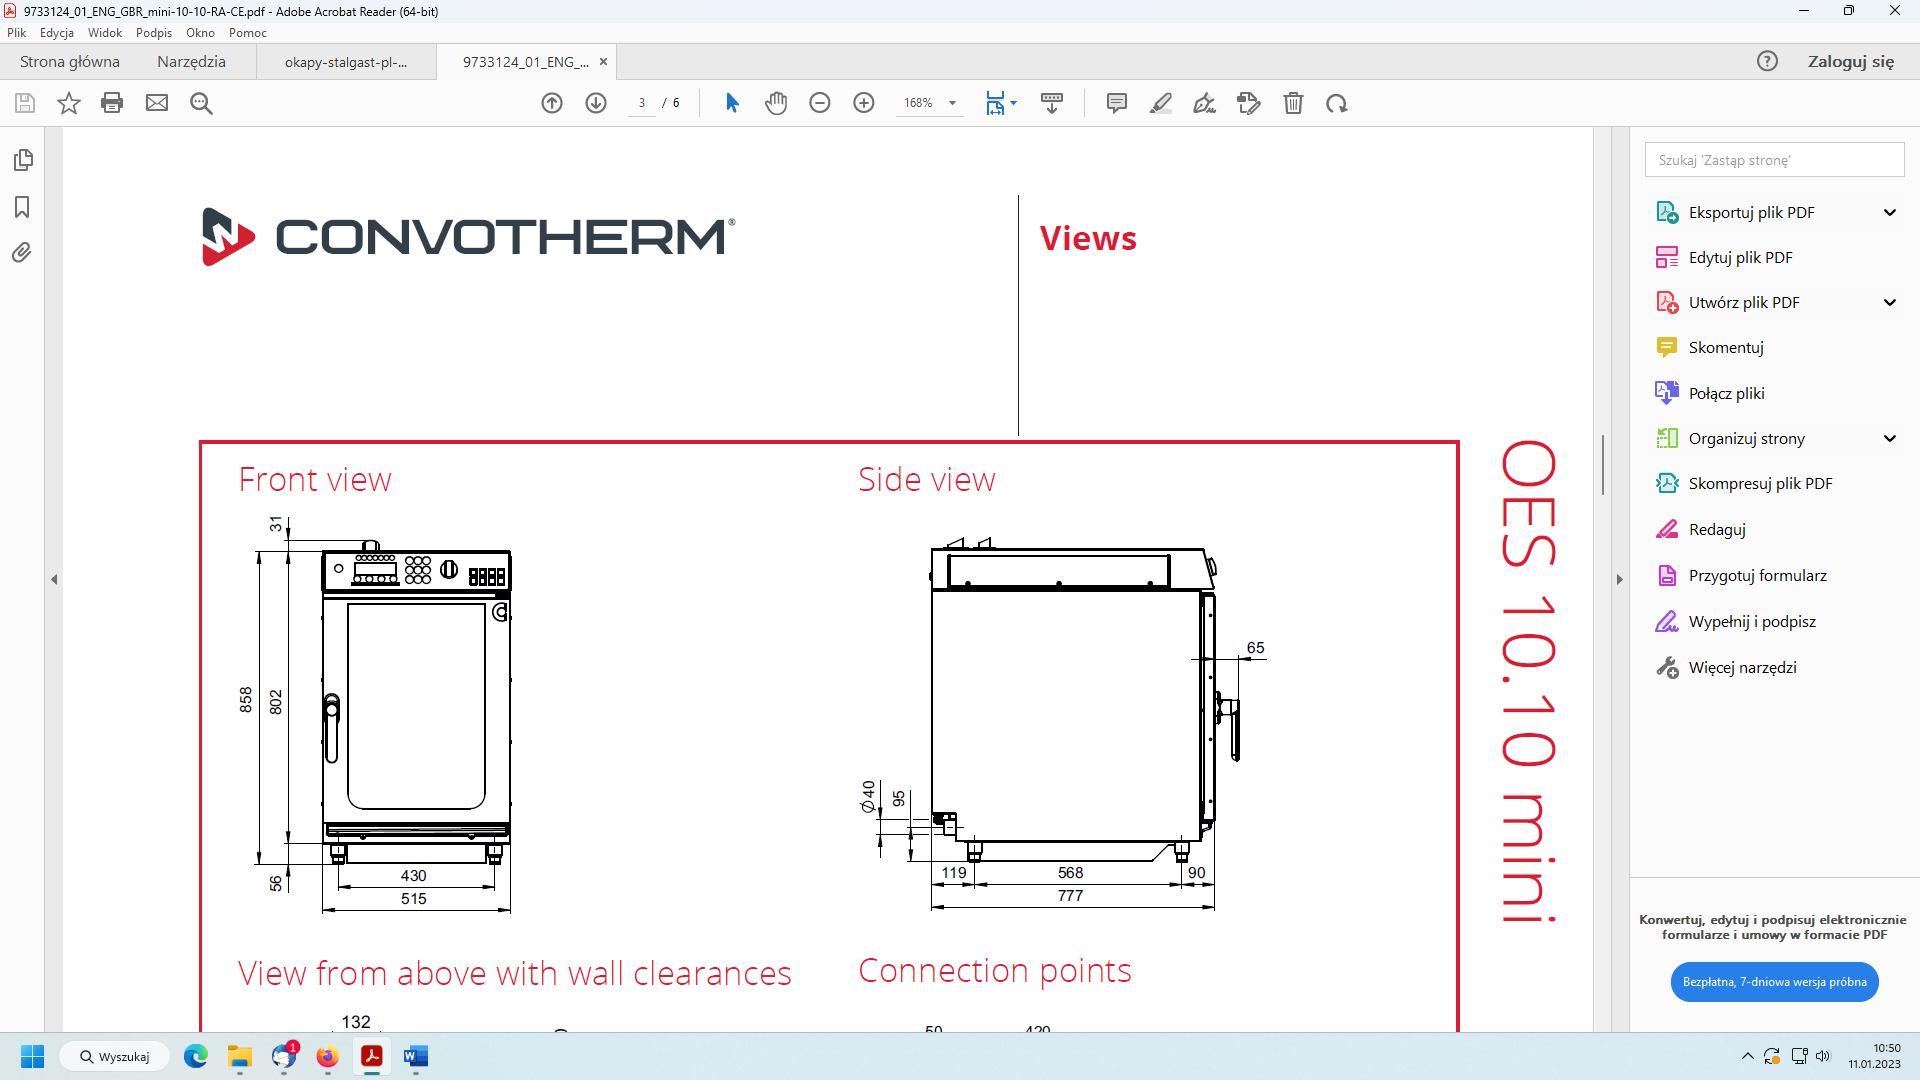 9733124_01_ENG_GBR_mini-10-10-RA-CE.pdf - Adobe Acrobat Reader (64-bit)
Plik Edycja Widok Podpis Okno Pomoc
Strona główna Narzędzia okapy-stalgast-pl-... 9733124_01_ENG_... × ? Zaloguj się
3 / 6 168%
CONVOTHERM®
Views
Front view
31
858
802
56
430
515
Side view
65
Ø40
95
119 568 90
777
View from above with wall clearances
132
Connection points
50 420
OES 10.10 mini
Szukaj 'Zastąp stronę'
Eksportuj plik PDF
Edytuj plik PDF
Utwórz plik PDF
Skomentuj
Połącz pliki
Organizuj strony
Skompresuj plik PDF
Redaguj
Przygotuj formularz
Wypełnij i podpisz
Więcej narzędzi
Konwertuj, edytuj i podpisuj elektronicznie
formularze i umowy w formacie PDF
Bezpłatna, 7-dniowa wersja próbna
Wyszukaj
1
10:50
11.01.2023